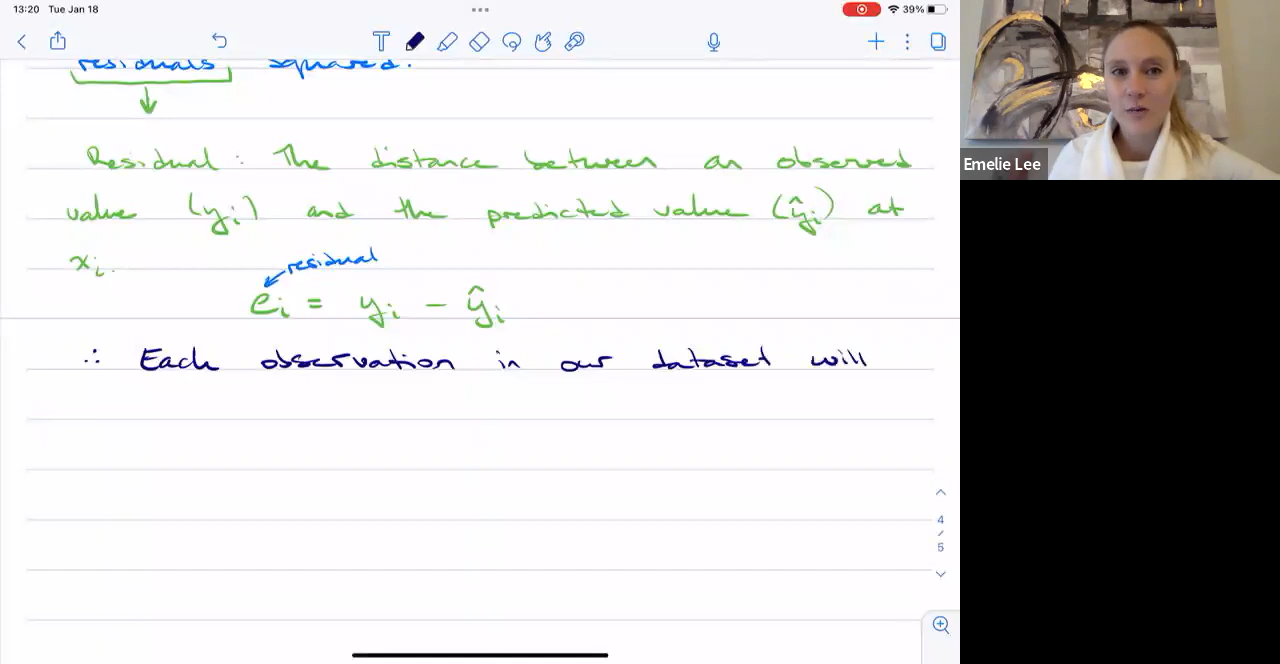 13:20 Tue Jan 18
39%
residuals squared.
Residual: The distance between an observed
value (yᵢ) and the predicted value (ŷᵢ) at
xᵢ.
residual
eᵢ = yᵢ - ŷᵢ
∴ Each observation in our dataset will
4
/
5
T
Emelie Lee